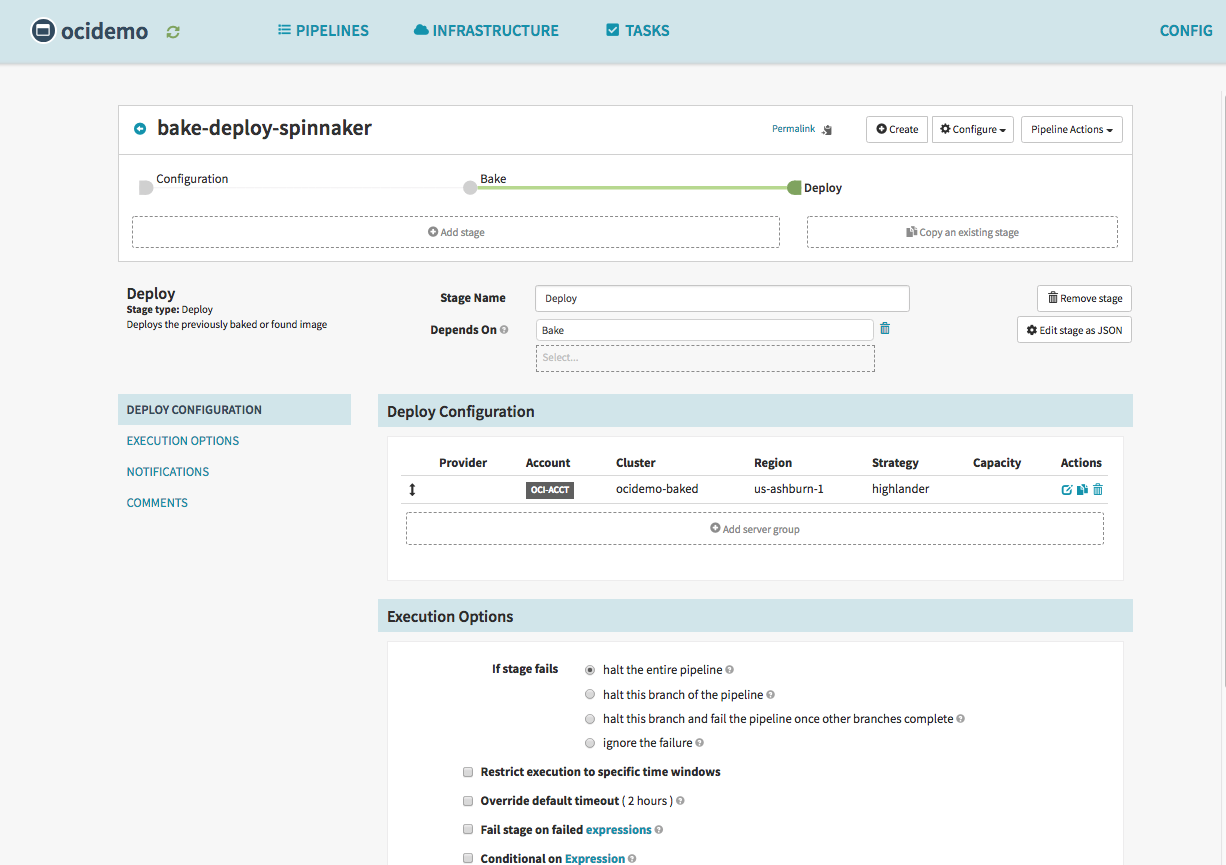 ocidemo PIPELINES INFRASTRUCTURE TASKS CONFIG
bake-deploy-spinnaker Permalink Create Configure Pipeline Actions
Configuration Bake Deploy
Add stage Copy an existing stage
Deploy
Stage type: Deploy
Deploys the previously baked or found image
Stage Name Deploy Remove stage
Depends On Bake Edit stage as JSON
Select...
DEPLOY CONFIGURATION
EXECUTION OPTIONS
NOTIFICATIONS
COMMENTS
Deploy Configuration
Provider Account Cluster Region Strategy Capacity Actions
OCI-ACCT ocidemo-baked us-ashburn-1 highlander
Add server group
Execution Options
If stage fails halt the entire pipeline
halt this branch of the pipeline
halt this branch and fail the pipeline once other branches complete
ignore the failure
Restrict execution to specific time windows
Override default timeout ( 2 hours )
Fail stage on failed expressions
Conditional on Expression